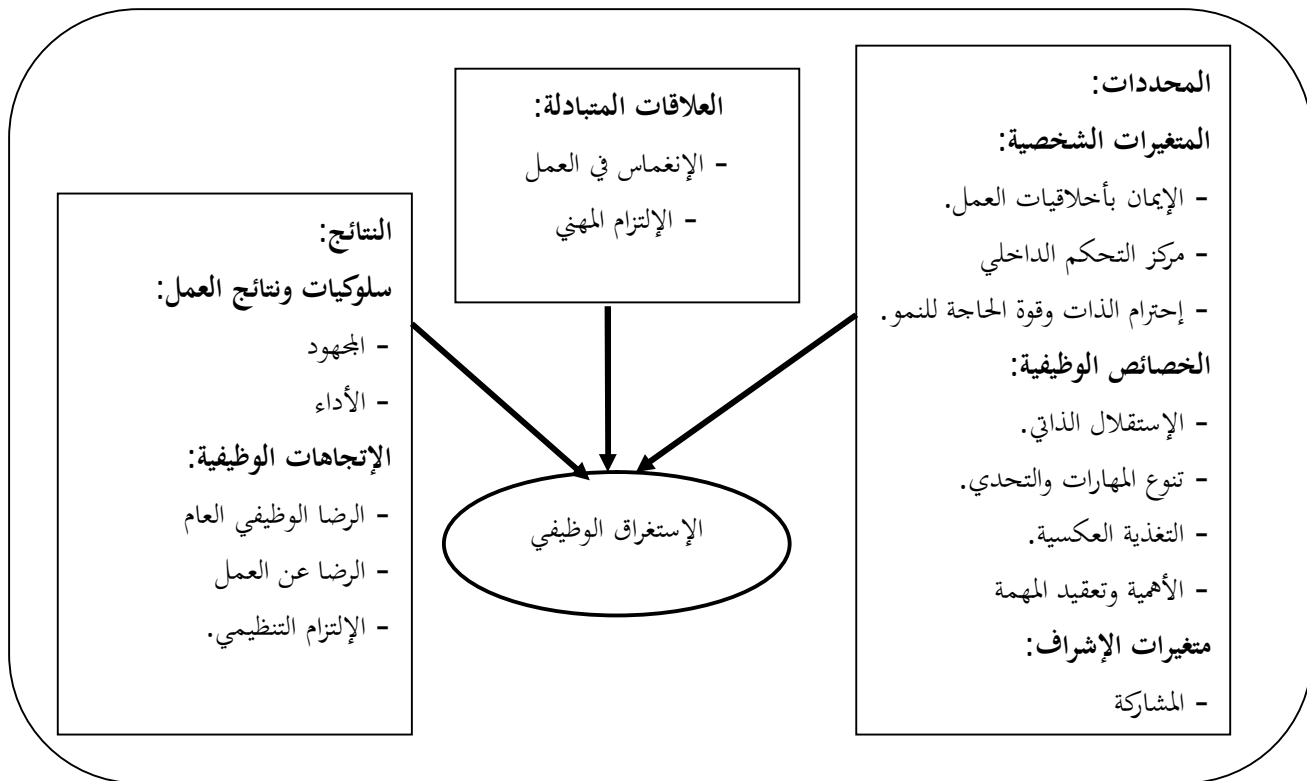 المحددات:
المتغيرات الشخصية:
- الإيمان بأخلاقيات العمل.
- مركز التحكم الداخلي
- إحترام الذات وقوة الحاجة للنمو.
الخصائص الوظيفية:
- الإستقلال الذاتي.
- تنوع المهارات والتحدي.
- التغذية العكسية.
- الأهمية وتعقيد المهمة
متغيرات الإشراف:
- المشاركة
العلاقات المتبادلة:
- الإنغماس في العمل
- الإلتزام المهني
النتائج:
سلوكيات ونتائج العمل:
- المجهود
- الأداء
الإتجاهات الوظيفية:
- الرضا الوظيفي العام
- الرضا عن العمل
- الإلتزام التنظيمي.
الإستغراق الوظيفي